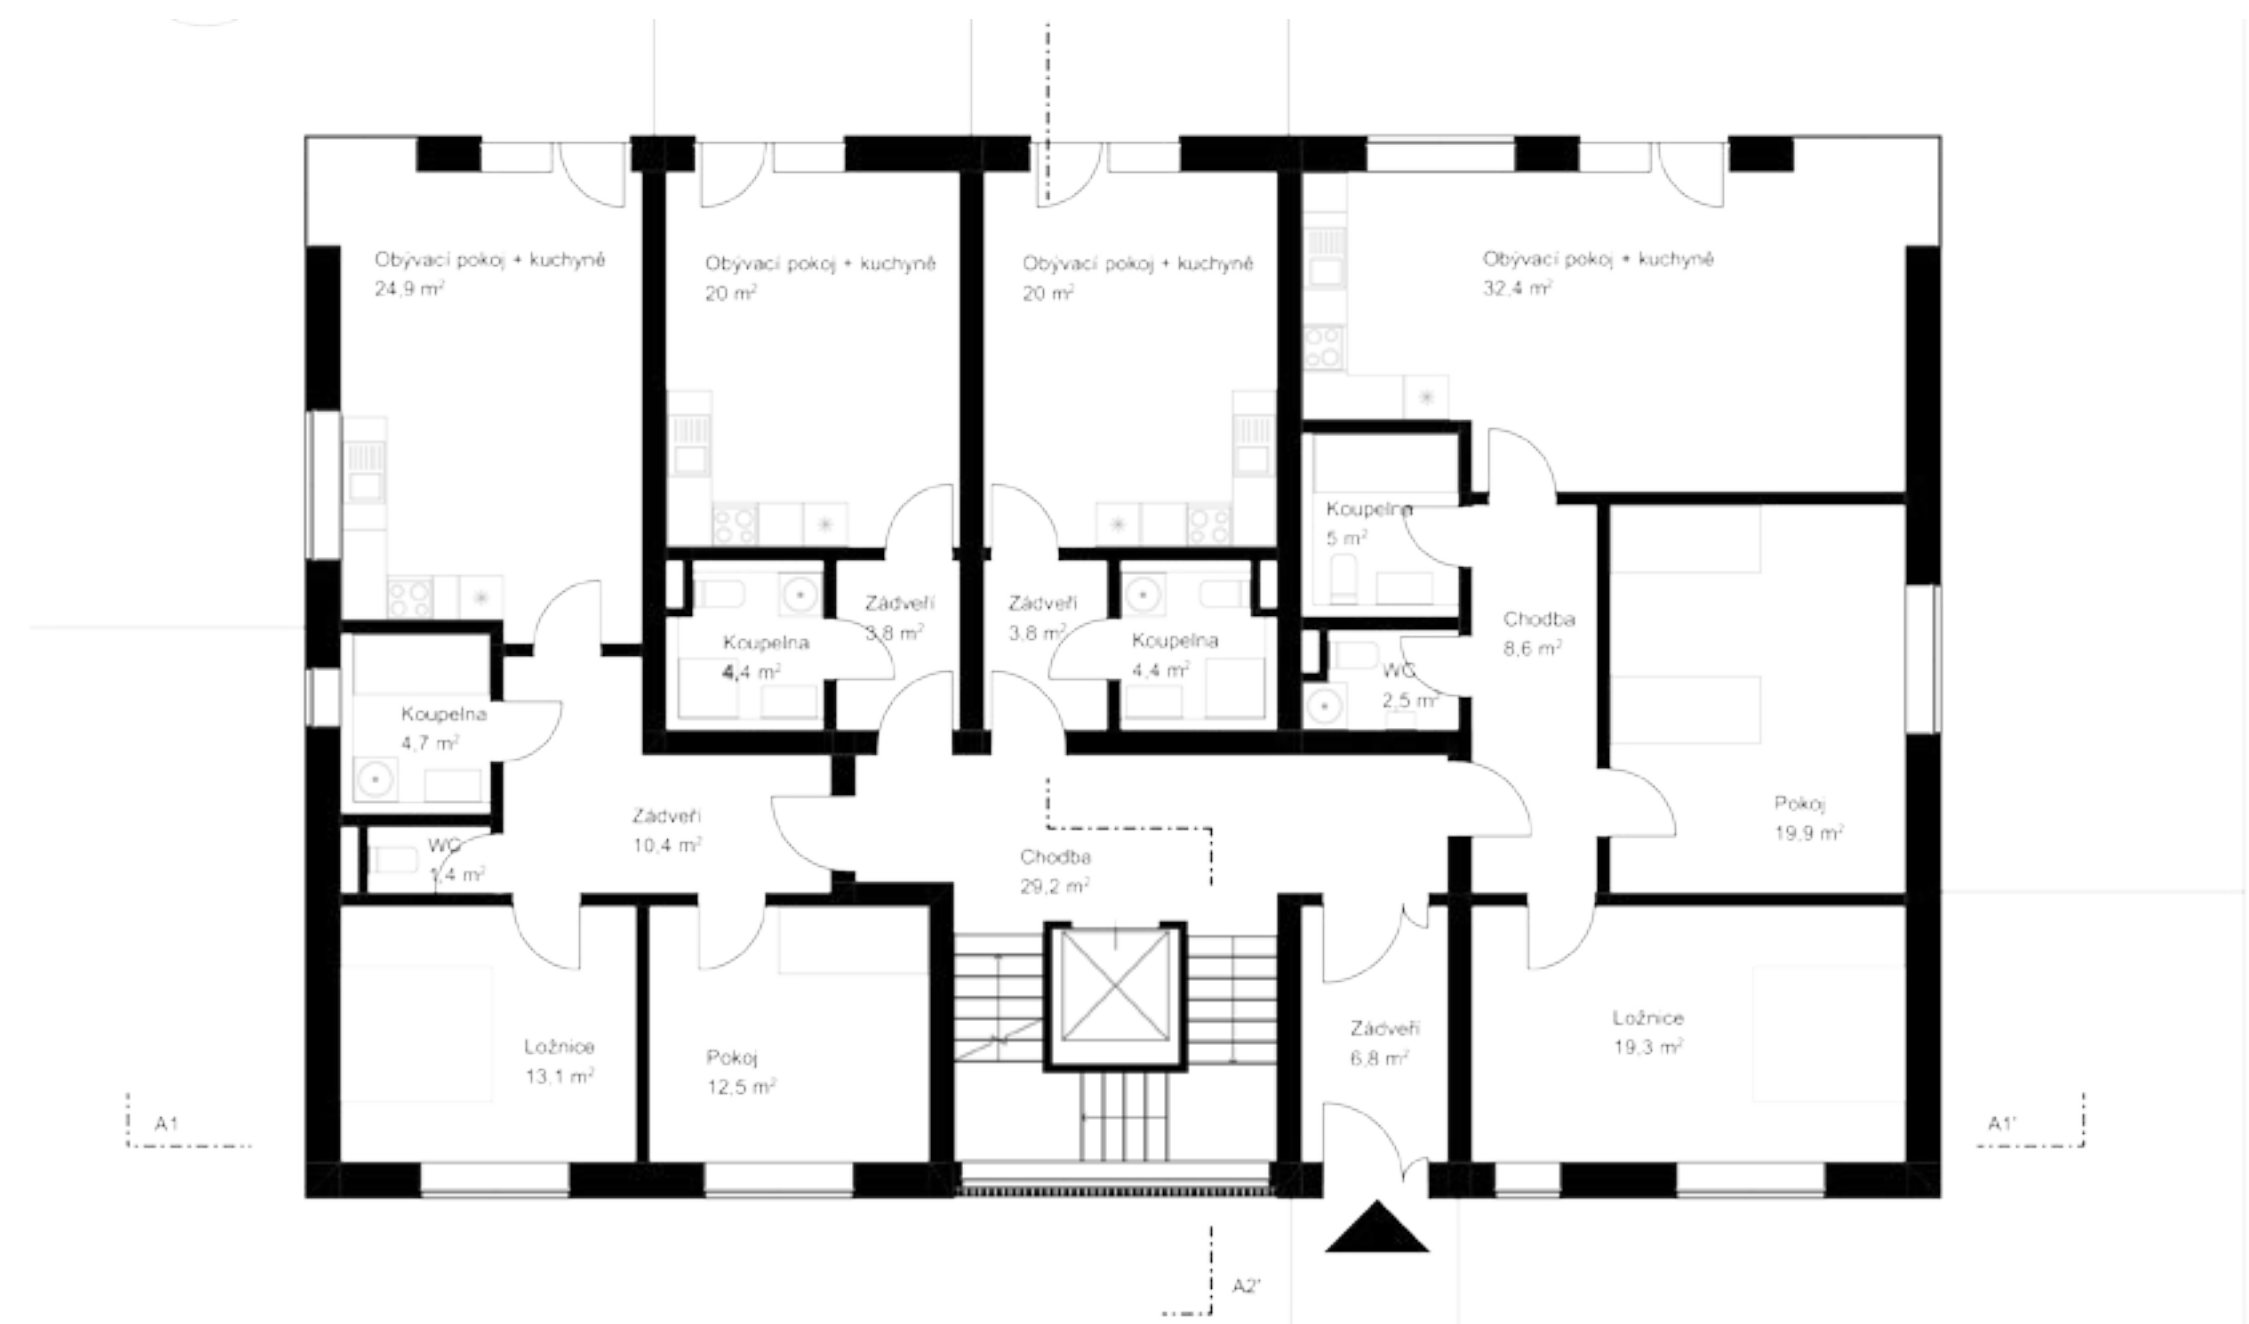 Obývací pokoj + kuchyně
24,9 m²
Obývací pokoj + kuchyně
20 m²
Obývací pokoj + kuchyně
20 m²
Obývací pokoj + kuchyně
32,4 m²
Koupelna
5 m²
Zádveří
3,8 m²
Zádveří
3,8 m²
Koupelna
4,4 m²
Koupelna
4,4 m²
Chodba
8,6 m²
WC
2,5 m²
Koupelna
4,7 m²
Zádveří
10,4 m²
WC
1,4 m²
Chodba
29,2 m²
Pokoj
19,9 m²
Ložnice
13,1 m²
Pokoj
12,5 m²
Zádveří
6,8 m²
Ložnice
19,3 m²
A1
A1'
A2'